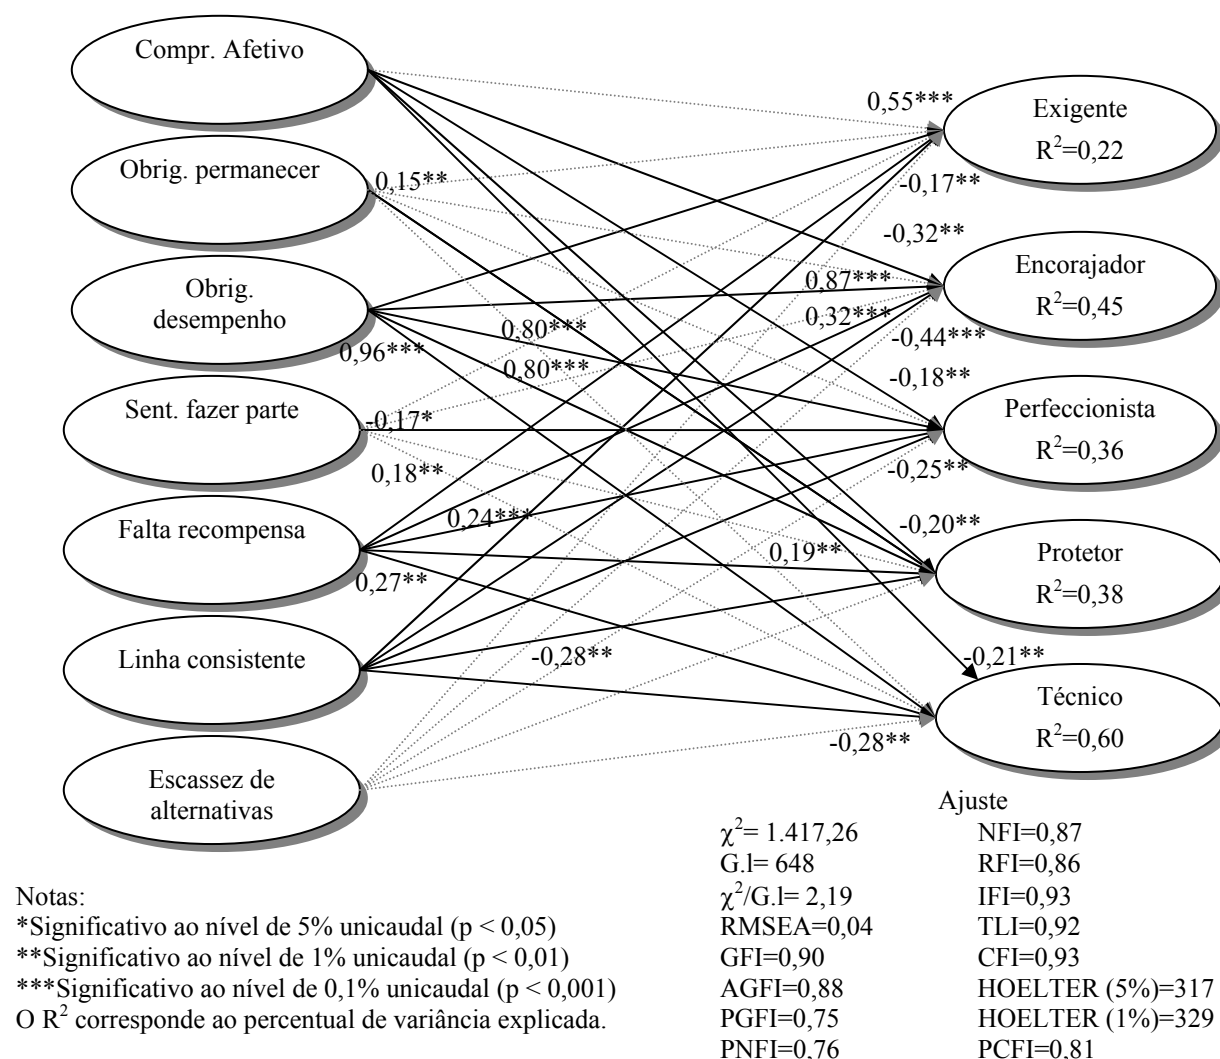 Compr. Afetivo
Obrig. permanecer
Obrig.
desempenho
Sent. fazer parte
Falta recompensa
Linha consistente
Escassez de
alternativas
0,55***
0,15**
-0,17**
-0,32**
0,87***
0,32***
0,80***
-0,44***
0,96***
0,80***
-0,18**
-0,17*
0,18**
-0,25**
0,24***
-0,20**
0,19**
0,27**
-0,28**
-0,21**
-0,28**
Exigente
R²=0,22
Encorajador
R²=0,45
Perfeccionista
R²=0,36
Protetor
R²=0,38
Técnico
R²=0,60
Notas:
*Significativo ao nível de 5% unicaudal (p < 0,05)
**Significativo ao nível de 1% unicaudal (p < 0,01)
***Significativo ao nível de 0,1% unicaudal (p < 0,001)
O R² corresponde ao percentual de variância explicada.
Ajuste
χ²= 1.417,26
G.l= 648
χ²/G.l= 2,19
RMSEA=0,04
GFI=0,90
AGFI=0,88
PGFI=0,75
PNFI=0,76
NFI=0,87
RFI=0,86
IFI=0,93
TLI=0,92
CFI=0,93
HOELTER (5%)=317
HOELTER (1%)=329
PCFI=0,81